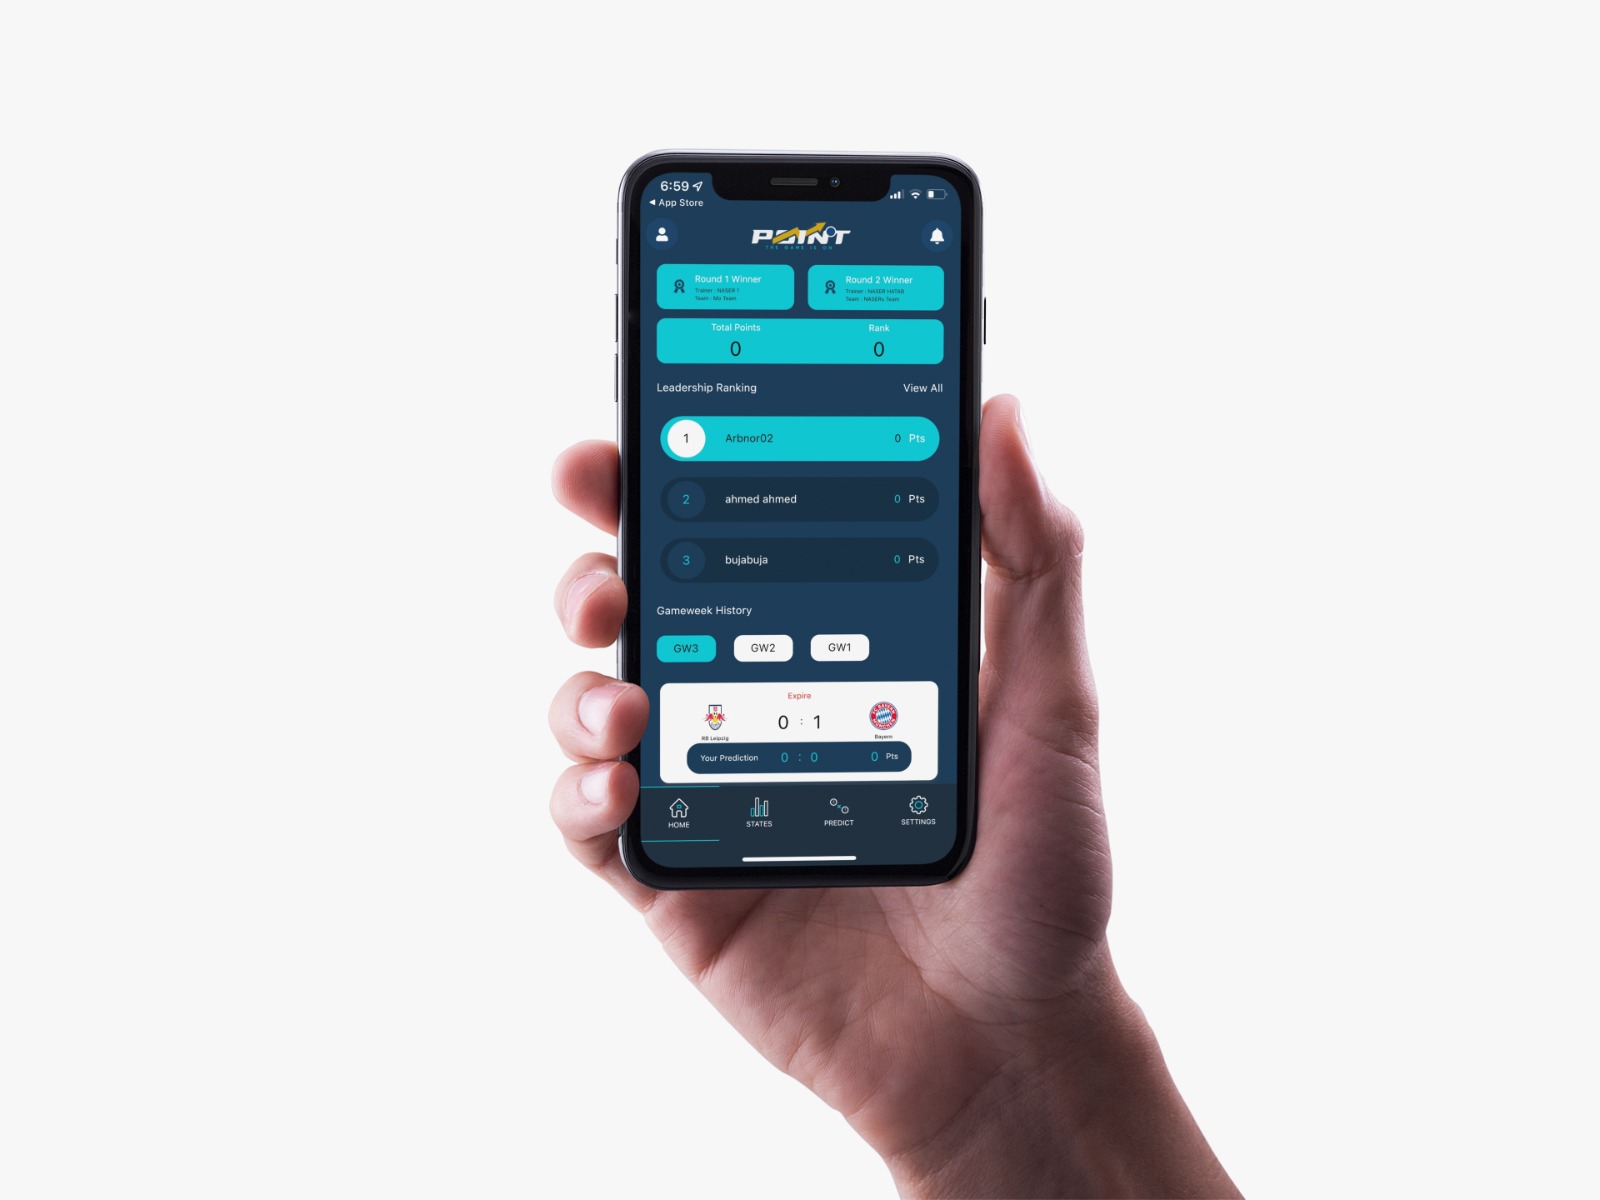 6:59
◀ App Store
POINT
THE GAME IS ON
Round 1 Winner
Trainer : NASER 1
Team : Mo Team
Round 2 Winner
Trainer : NASER HATAB
Team : NASERs Team
Total Points
0
Rank
0
Leadership Ranking
View All
1 Arbnor02 0 Pts
2 ahmed ahmed 0 Pts
3 bujabuja 0 Pts
Gameweek History
GW3 GW2 GW1
Expire
0 : 1
RB Leipzig
Bayern
Your Prediction 0 : 0 0 Pts
HOME STATES PREDICT SETTINGS